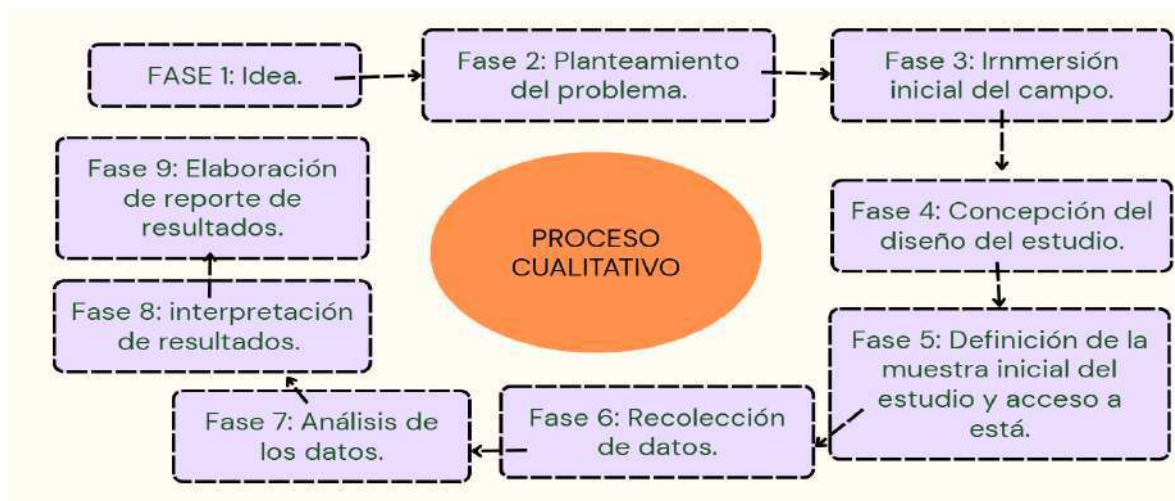 FASE 1: Idea.
Fase 2: Planteamiento
del problema.
Fase 3: Irnmersión
inicial del campo.
Fase 4: Concepción del
diseño del estudio.
Fase 5: Definición de la
muestra inicial del
estudio y acceso a
está.
Fase 6: Recolección
de datos.
Fase 7: Análisis de
los datos.
Fase 8: interpretación
de resultados.
Fase 9: Elaboración
de reporte de
resultados.
PROCESO
CUALITATIVO